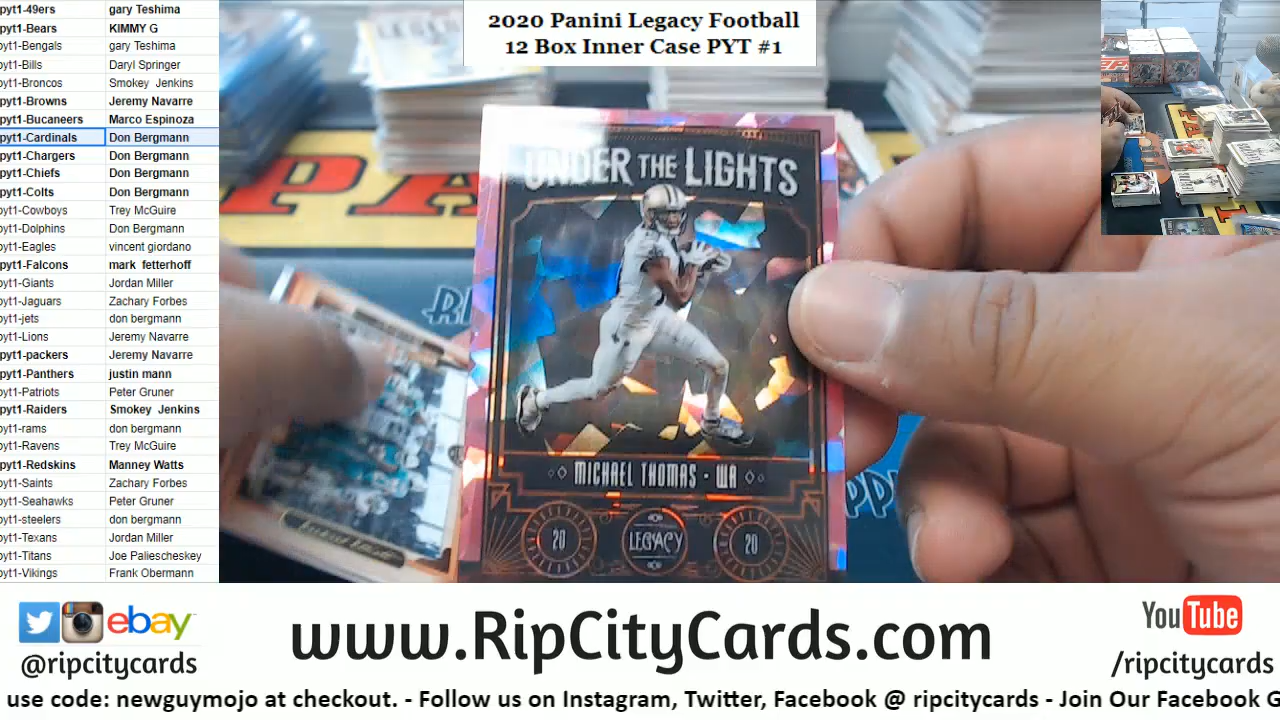 pyt1-49ers gary Teshima
pyt1-Bears KIMMY G
pyt1-Bengals gary Teshima
pyt1-Bills Daryl Springer
pyt1-Broncos Smokey Jenkins
pyt1-Browns Jeremy Navarre
pyt1-Bucaneers Marco Espinoza
pyt1-Cardinals Don Bergmann
pyt1-Chargers Don Bergmann
pyt1-Chiefs Don Bergmann
pyt1-Colts Don Bergmann
pyt1-Cowboys Trey McGuire
pyt1-Dolphins Don Bergmann
pyt1-Eagles vincent giordano
pyt1-Falcons mark fetterhoff
pyt1-Giants Jordan Miller
pyt1-Jaguars Zachary Forbes
pyt1-jets don bergmann
pyt1-Lions Jeremy Navarre
pyt1-packers Jeremy Navarre
pyt1-Panthers justin mann
pyt1-Patriots Peter Gruner
pyt1-Raiders Smokey Jenkins
pyt1-rams don bergmann
pyt1-Ravens Trey McGuire
pyt1-Redskins Manney Watts
pyt1-Saints Zachary Forbes
pyt1-Seahawks Peter Gruner
pyt1-steelers don bergmann
pyt1-Texans Jordan Miller
pyt1-Titans Joe Paliescheskey
pyt1-Vikings Frank Obermann
2020 Panini Legacy Football
12 Box Inner Case PYT #1
UNDER THE LIGHTS
MICHAEL THOMAS - WR
20 LEGACY 20
ebay
@ripcitycards
www.RipCityCards.com
YouTube
/ripcitycards
use code: newguymojo at checkout. - Follow us on Instagram, Twitter, Facebook @ ripcitycards - Join Our Facebook G